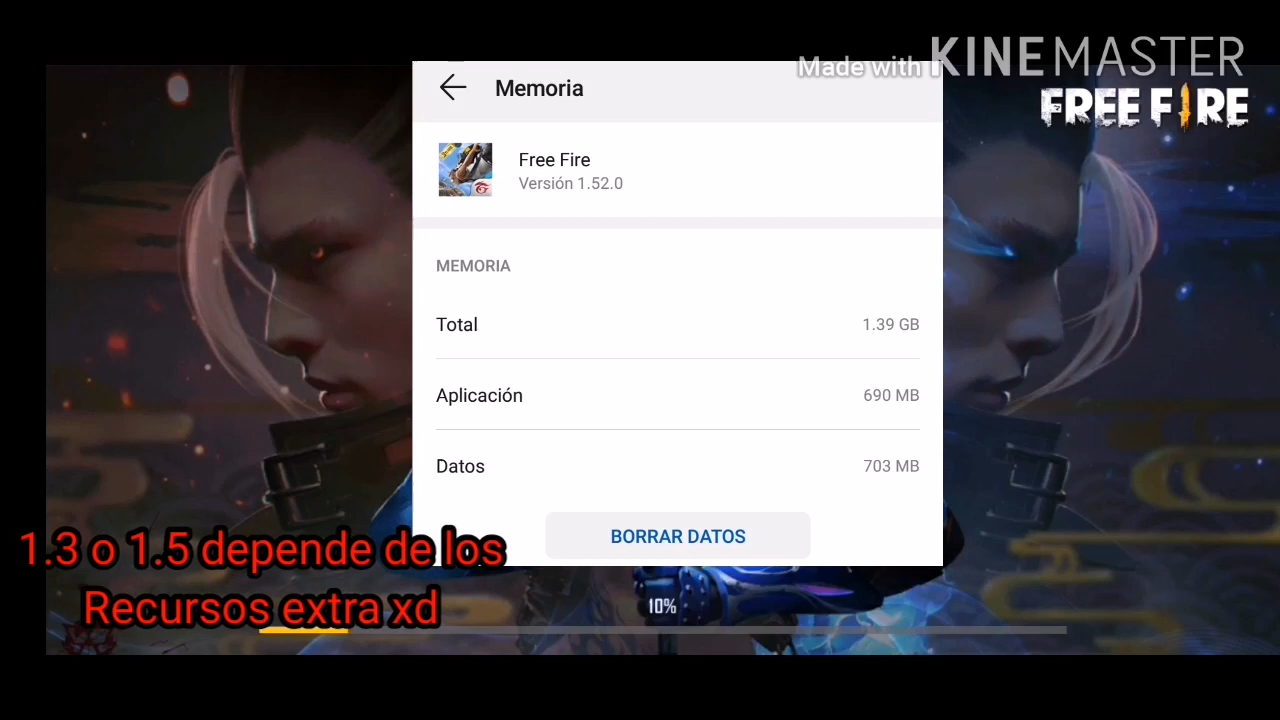 Made with KINEMASTER
FREE FIRE
Memoria
Free Fire
Versión 1.52.0
MEMORIA
Total 1.39 GB
Aplicación 690 MB
Datos 703 MB
BORRAR DATOS
1.3 o 1.5 depende de los
Recursos extra xd
10%